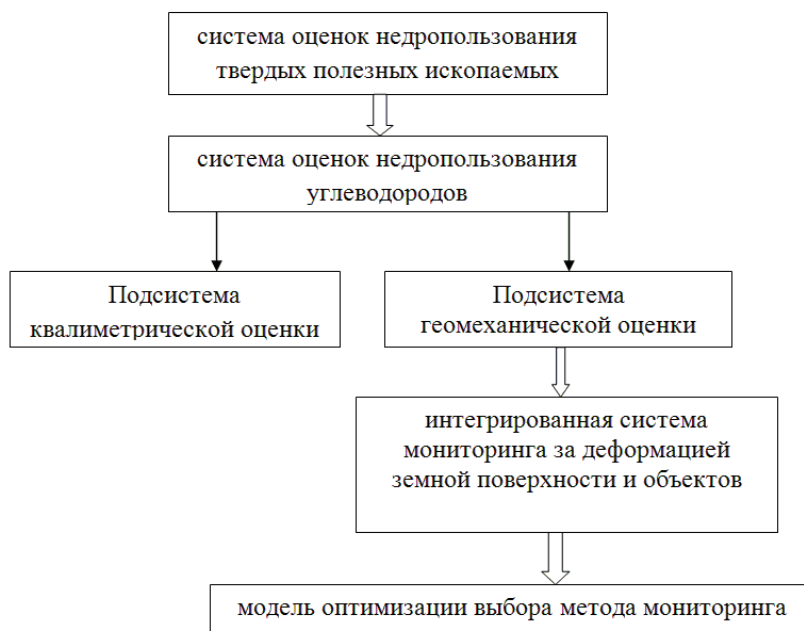 система оценок недропользования
твердых полезных ископаемых
система оценок недропользования
углеводородов
Подсистема
квалиметрической оценки
Подсистема
геомеханической оценки
интегрированная система
мониторинга за деформацией
земной поверхности и объектов
модель оптимизации выбора метода мониторинга